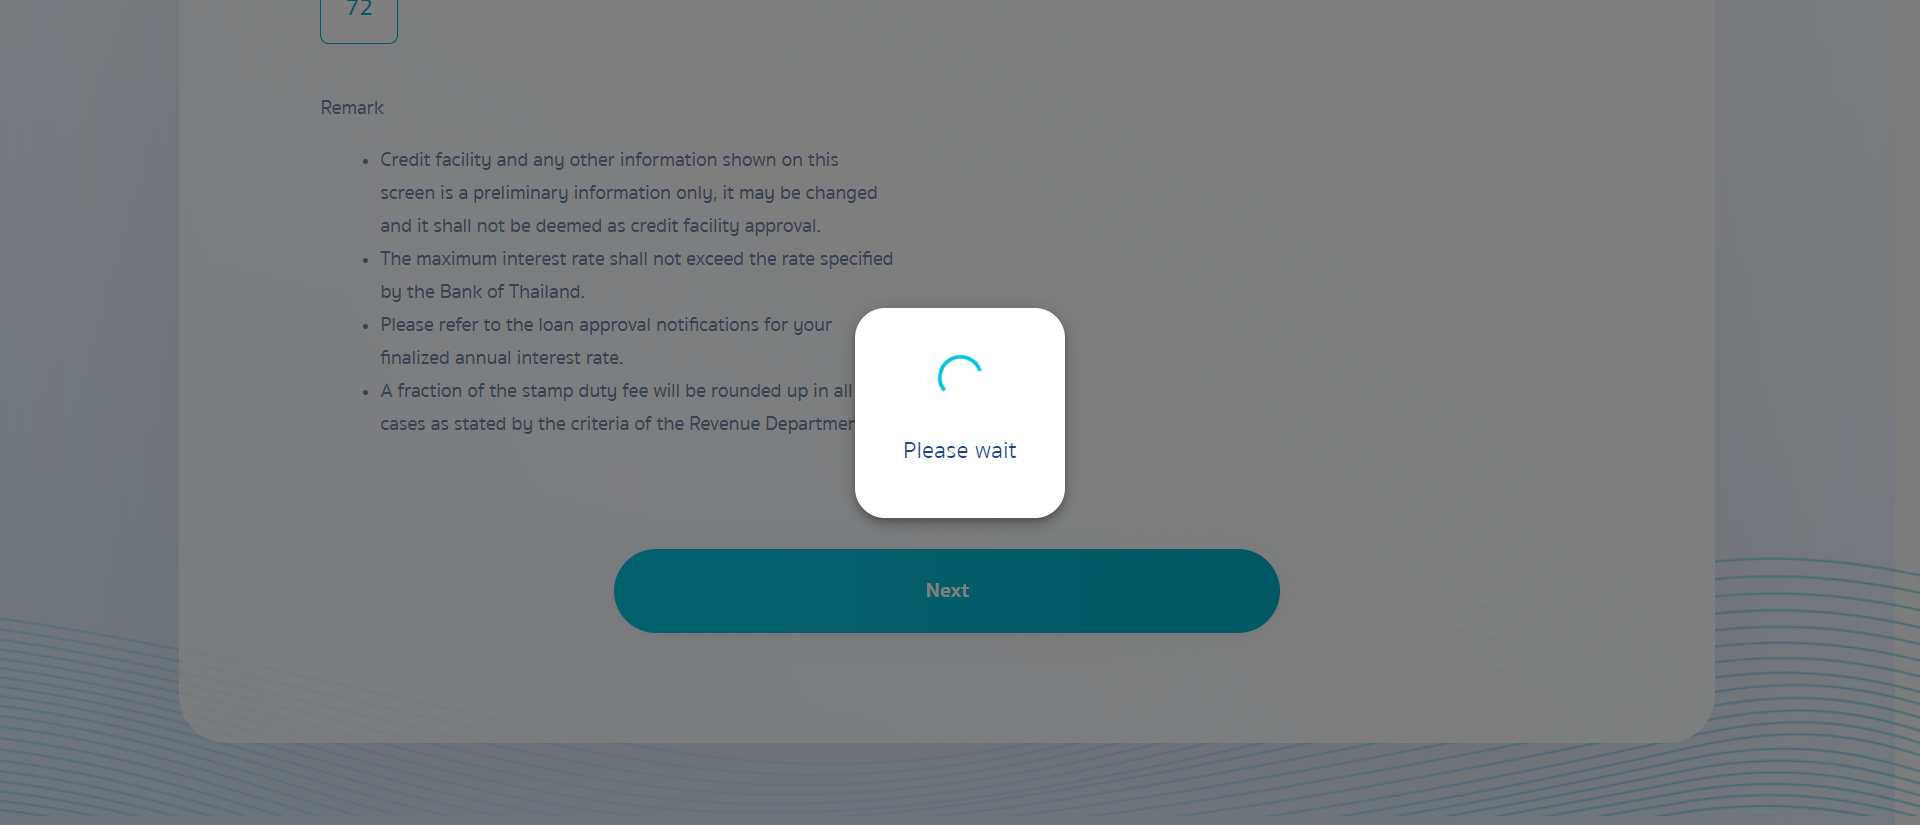 72
Remark
• Credit facility and any other information shown on this
screen is a preliminary information only, it may be changed
and it shall not be deemed as credit facility approval.
• The maximum interest rate shall not exceed the rate specified
by the Bank of Thailand.
• Please refer to the loan approval notifications for your
finalized annual interest rate.
• A fraction of the stamp duty fee will be rounded up in all
cases as stated by the criteria of the Revenue Departmen
Please wait
Next